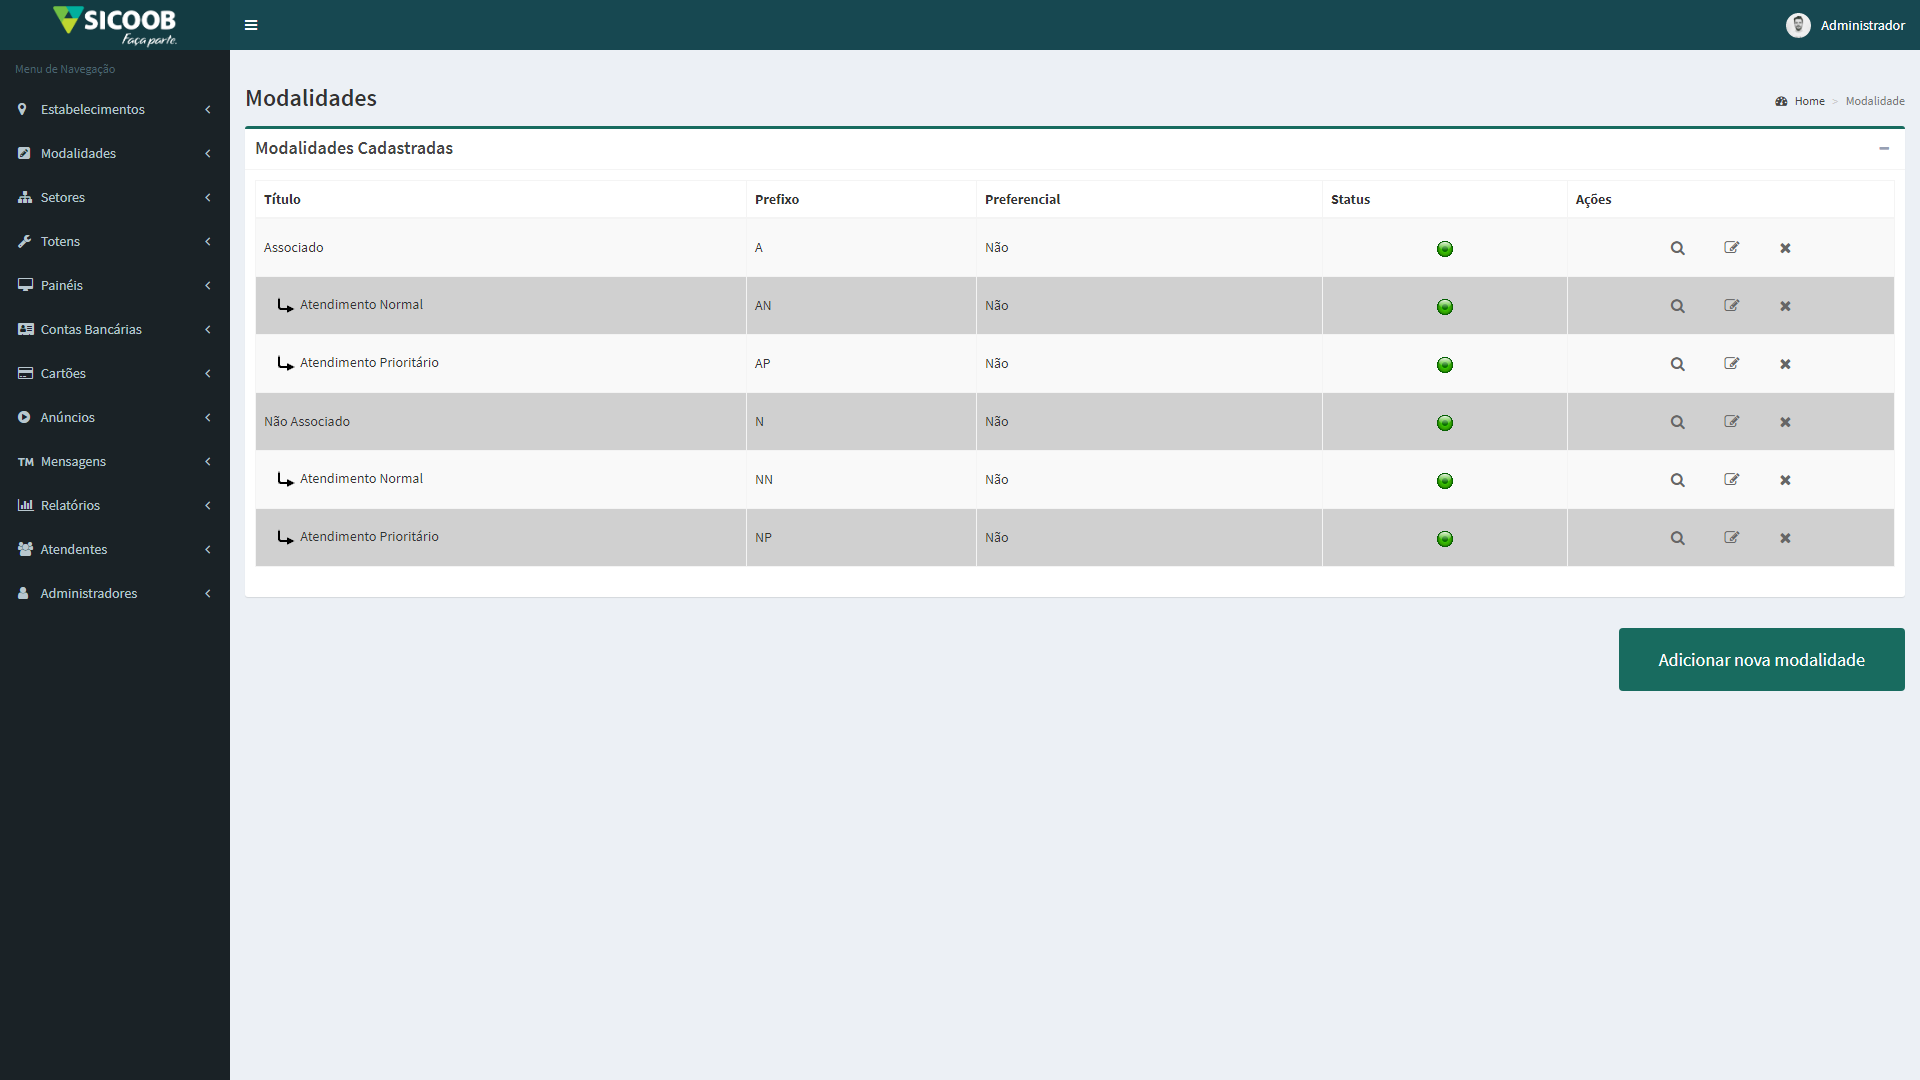 SICOOB
Faça parte.
Administrador
Menu de Navegação
Estabelecimentos
Modalidades
Setores
Totens
Painéis
Contas Bancárias
Cartões
Anúncios
TM Mensagens
Relatórios
Atendentes
Administradores
Modalidades
Home > Modalidade
Modalidades Cadastradas
Título Prefixo Preferencial Status Ações
Associado A Não
Atendimento Normal AN Não
Atendimento Prioritário AP Não
Não Associado N Não
Atendimento Normal NN Não
Atendimento Prioritário NP Não
Adicionar nova modalidade